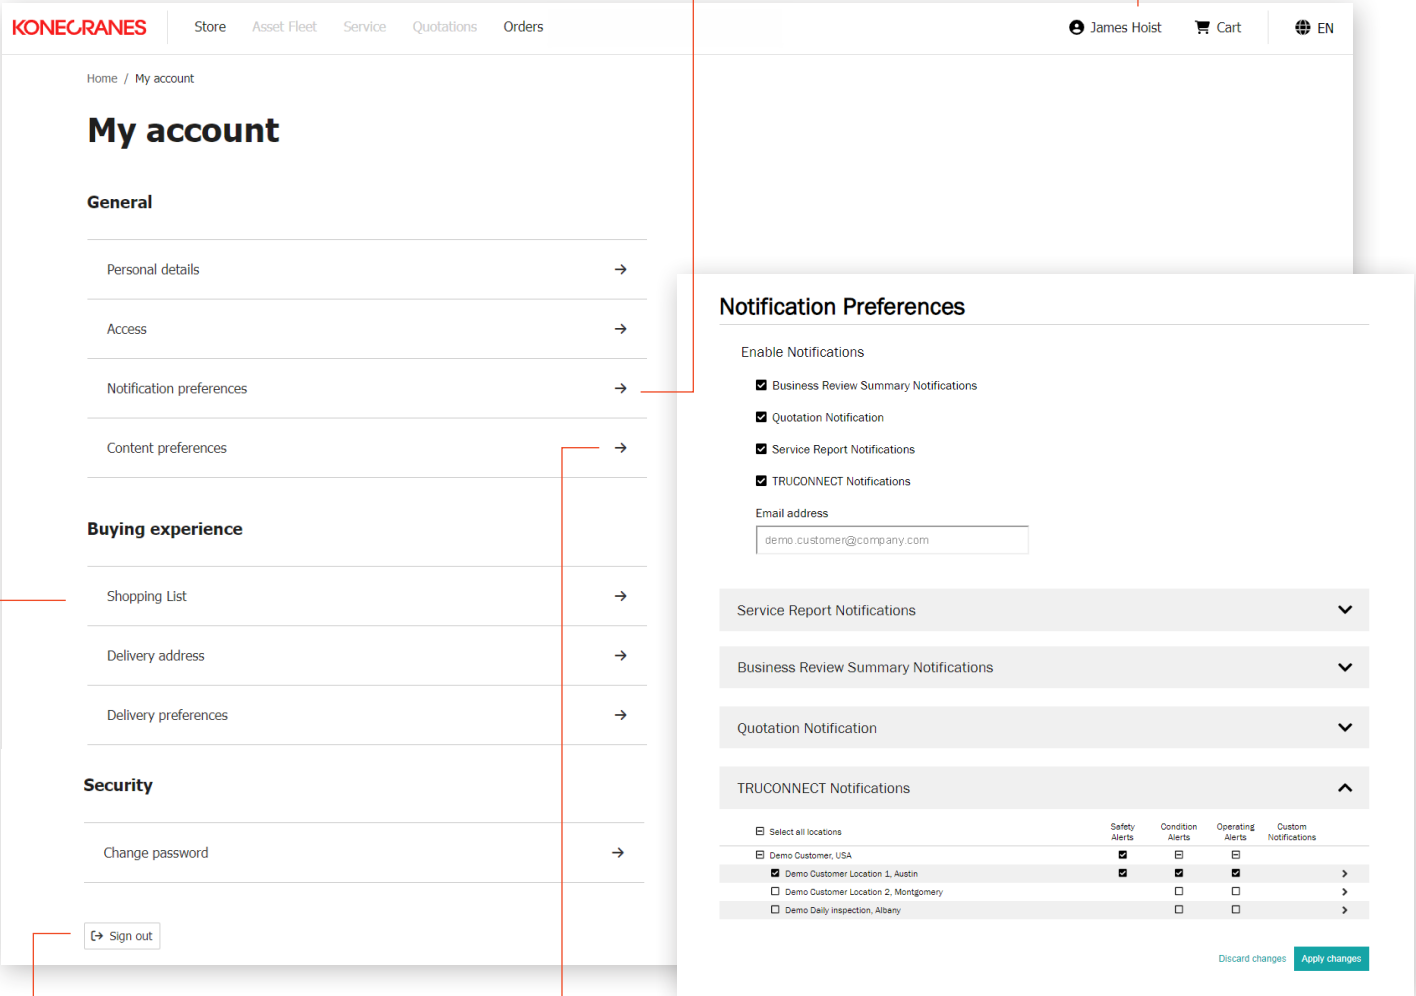 KONECRANES
Store Asset Fleet Service Quotations Orders
James Hoist Cart EN
Home / My account
My account
General
Personal details
Access
Notification preferences
Content preferences
Buying experience
Shopping List
Delivery address
Delivery preferences
Security
Change password
Sign out
Notification Preferences
Enable Notifications
Business Review Summary Notifications
Quotation Notification
Service Report Notifications
TRUCONNECT Notifications
Email address
demo.customer@company.com
Service Report Notifications
Business Review Summary Notifications
Quotation Notification
TRUCONNECT Notifications
Select all locations
Safety Alerts
Condition Alerts
Operating Alerts
Custom Notifications
Demo Customer, USA
Demo Customer Location 1, Austin
Demo Customer Location 2, Montgomery
Demo Daily inspection, Albany
Discard changes Apply changes